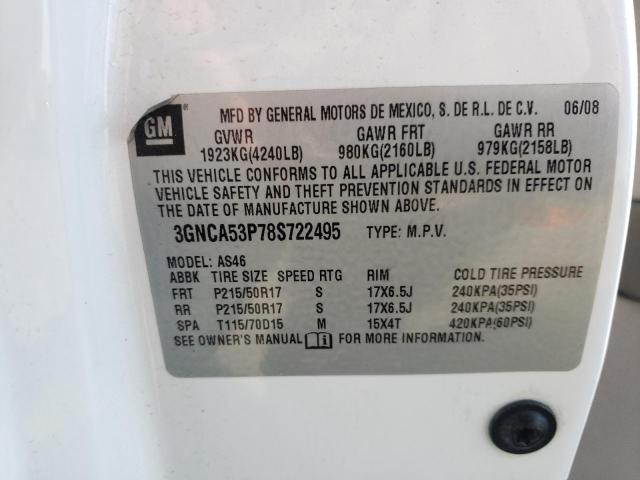 GM ®
MFD BY GENERAL MOTORS DE MEXICO, S. DE R.L. DE C.V. 06/08
GVWR GAWR FRT GAWR RR
1923KG(4240LB) 980KG(2160LB) 979KG(2158LB)
THIS VEHICLE CONFORMS TO ALL APPLICABLE U.S. FEDERAL MOTOR
VEHICLE SAFETY AND THEFT PREVENTION STANDARDS IN EFFECT ON
THE DATE OF MANUFACTURE SHOWN ABOVE.
3GNCA53P78S722495 TYPE: M.P.V.
MODEL: AS46
ABBK TIRE SIZE SPEED RTG RIM COLD TIRE PRESSURE
FRT P215/50R17 S 17X6.5J 240KPA(35PSI)
RR P215/50R17 S 17X6.5J 240KPA(35PSI)
SPA T115/70D15 M 15X4T 420KPA(60PSI)
SEE OWNER'S MANUAL i FOR MORE INFORMATION.